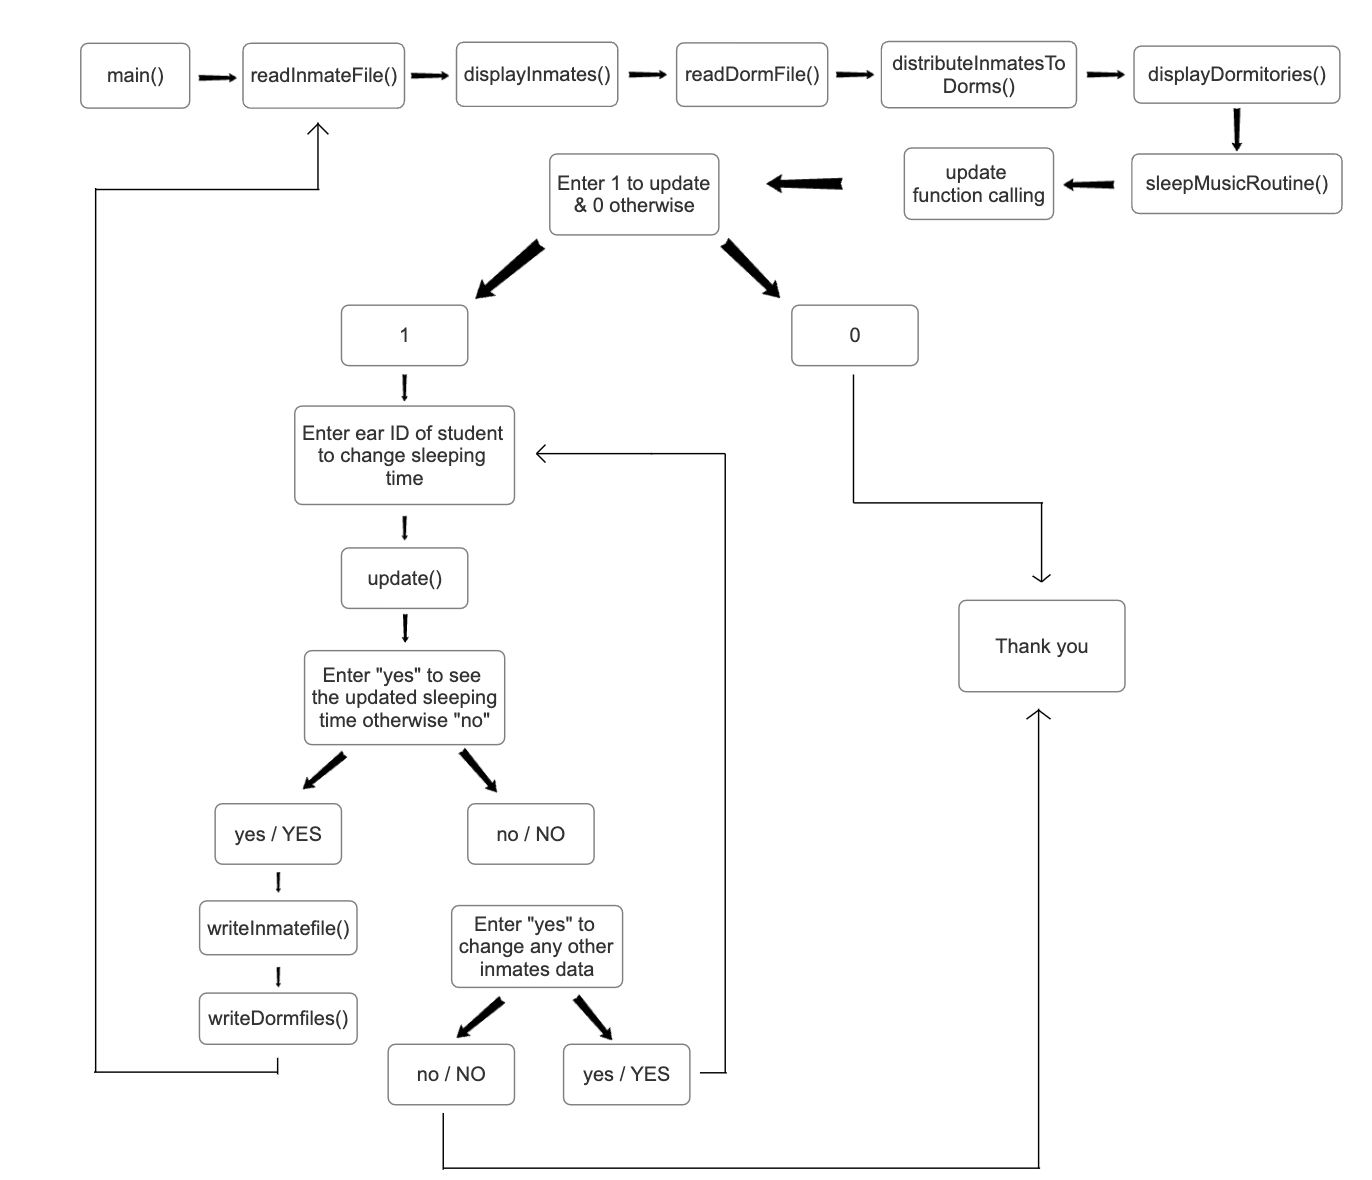 main()
readInmateFile()
displayInmates()
readDormFile()
distributeInmatesTo
Dorms()
displayDormitories()
sleepMusicRoutine()
update
function calling
Enter 1 to update
& 0 otherwise
1
0
Enter ear ID of student
to change sleeping
time
update()
Thank you
Enter "yes" to see
the updated sleeping
time otherwise "no"
yes / YES
no / NO
writeInmatefile()
Enter "yes" to
change any other
inmates data
writeDormfiles()
no / NO
yes / YES